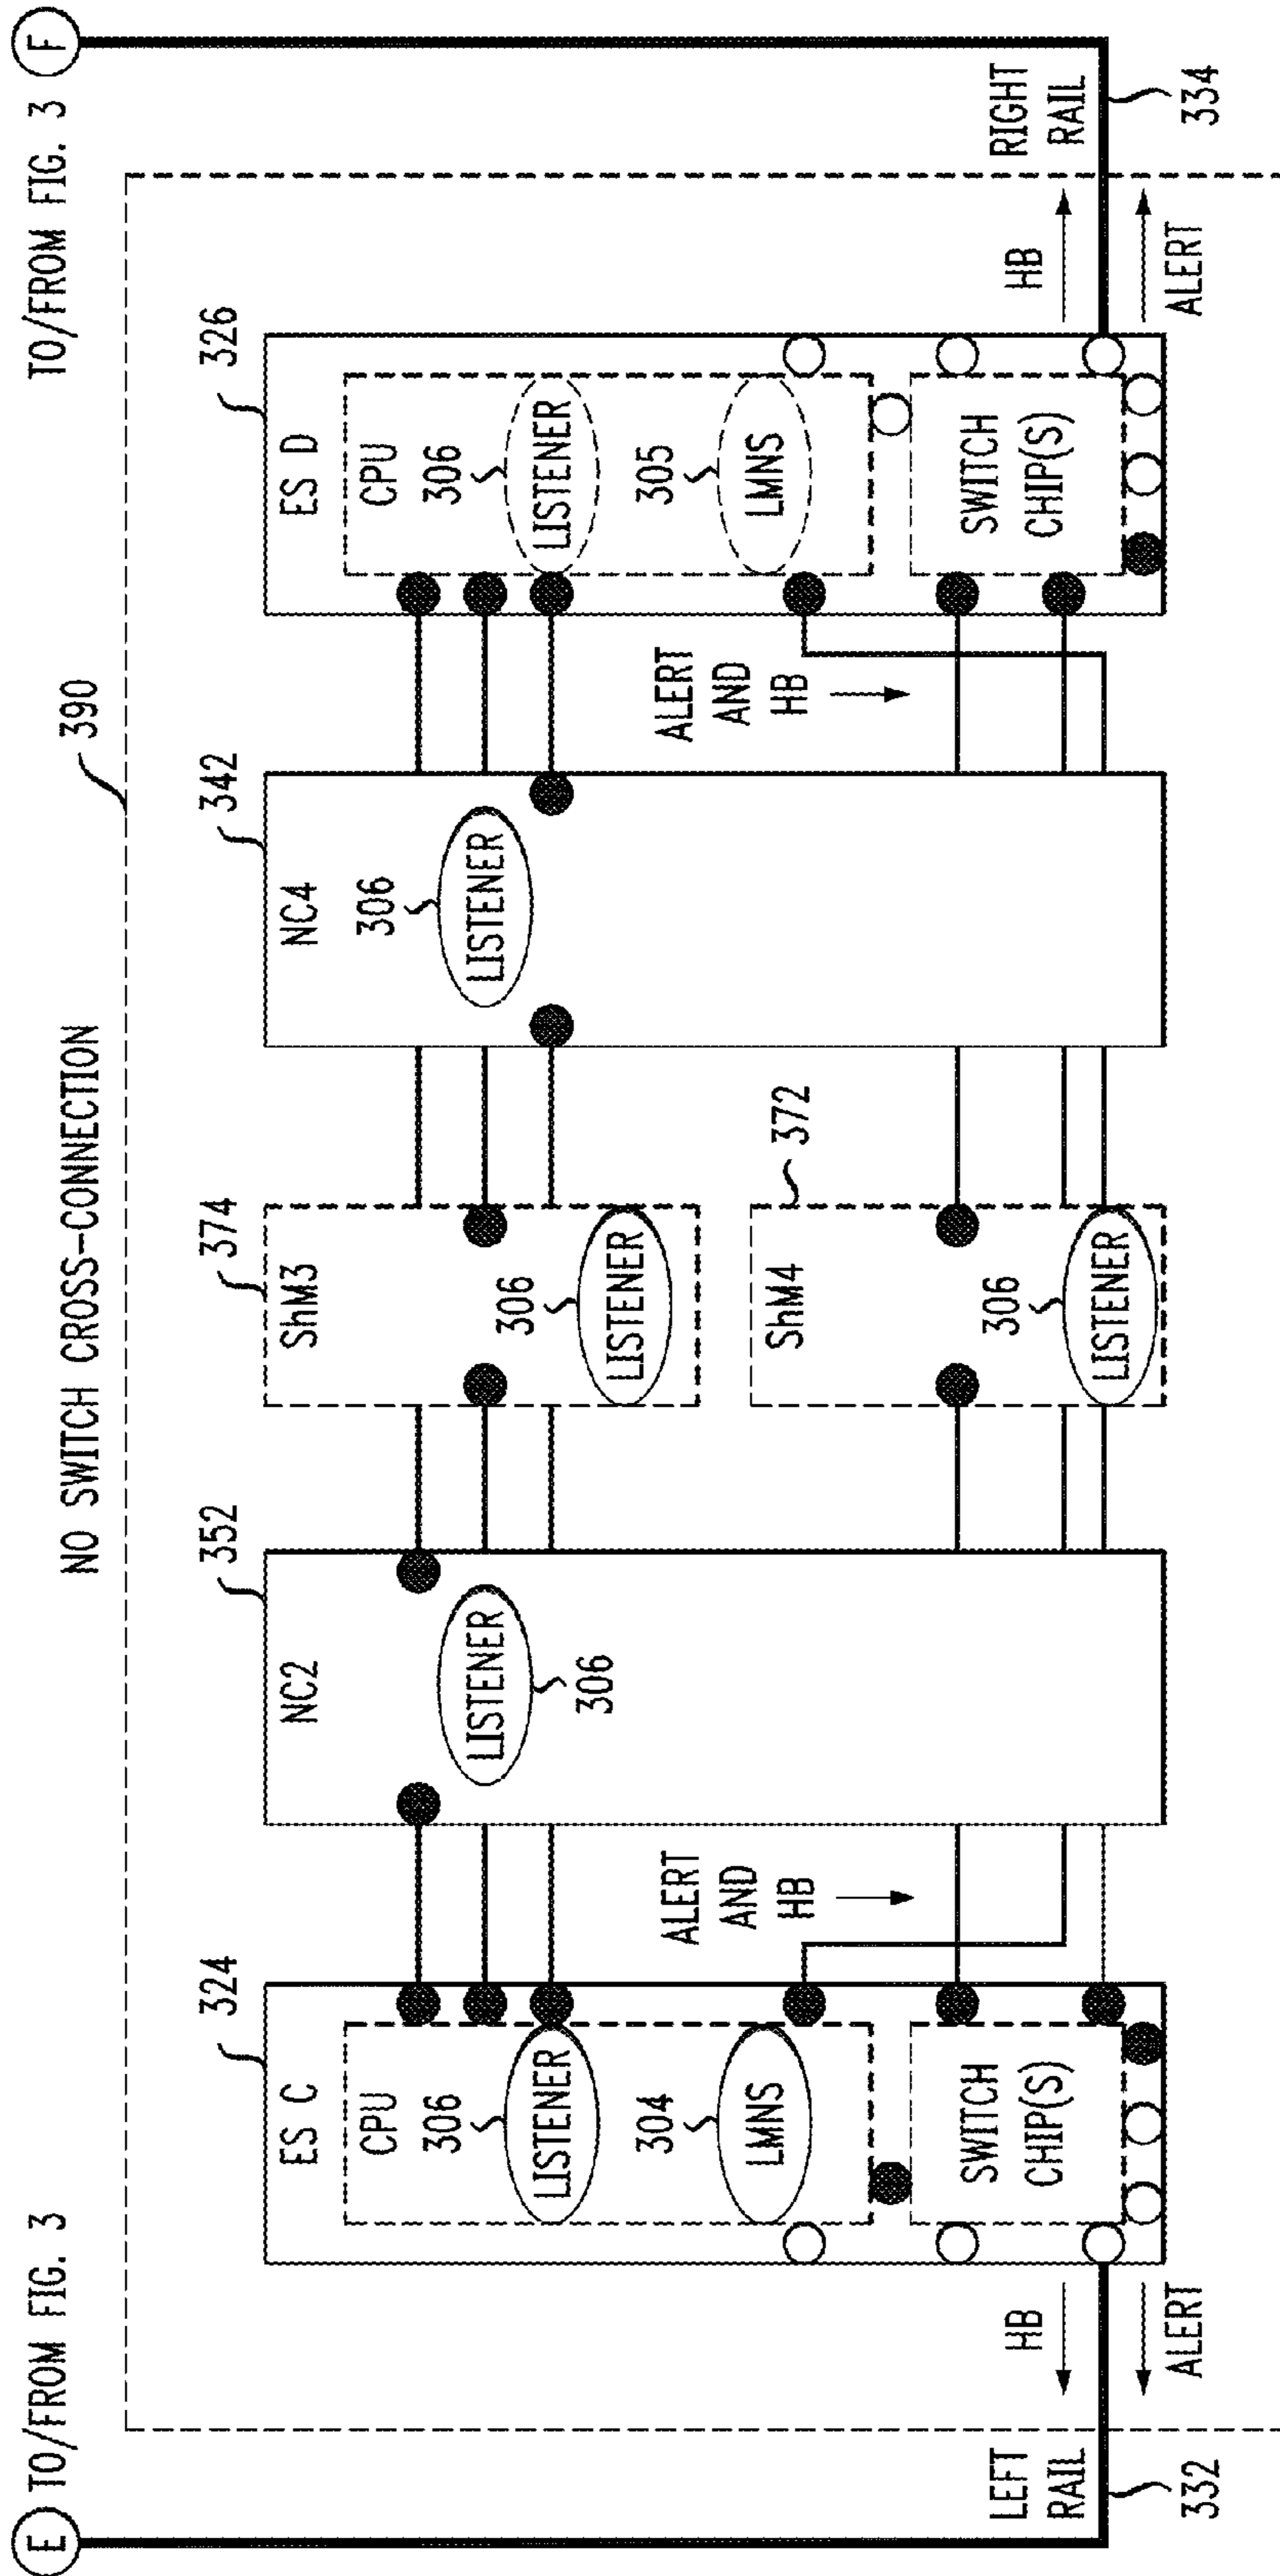 E TO/FROM FIG. 3
TO/FROM FIG. 3 F
NO SWITCH CROSS-CONNECTION
390
324
352
374
342
326
ES C
CPU
306
LISTENER
304
LMNS
SWITCH
CHIP(S)
HB
ALERT
LEFT
RAIL
332
ALERT
AND
HB
NC2
LISTENER
306
ShM3
306
LISTENER
372
ShM4
306
LISTENER
NC4
306
LISTENER
ALERT
AND
HB
ES D
CPU
306
LISTENER
305
LMNS
SWITCH
CHIP(S)
HB
ALERT
RIGHT
RAIL
334